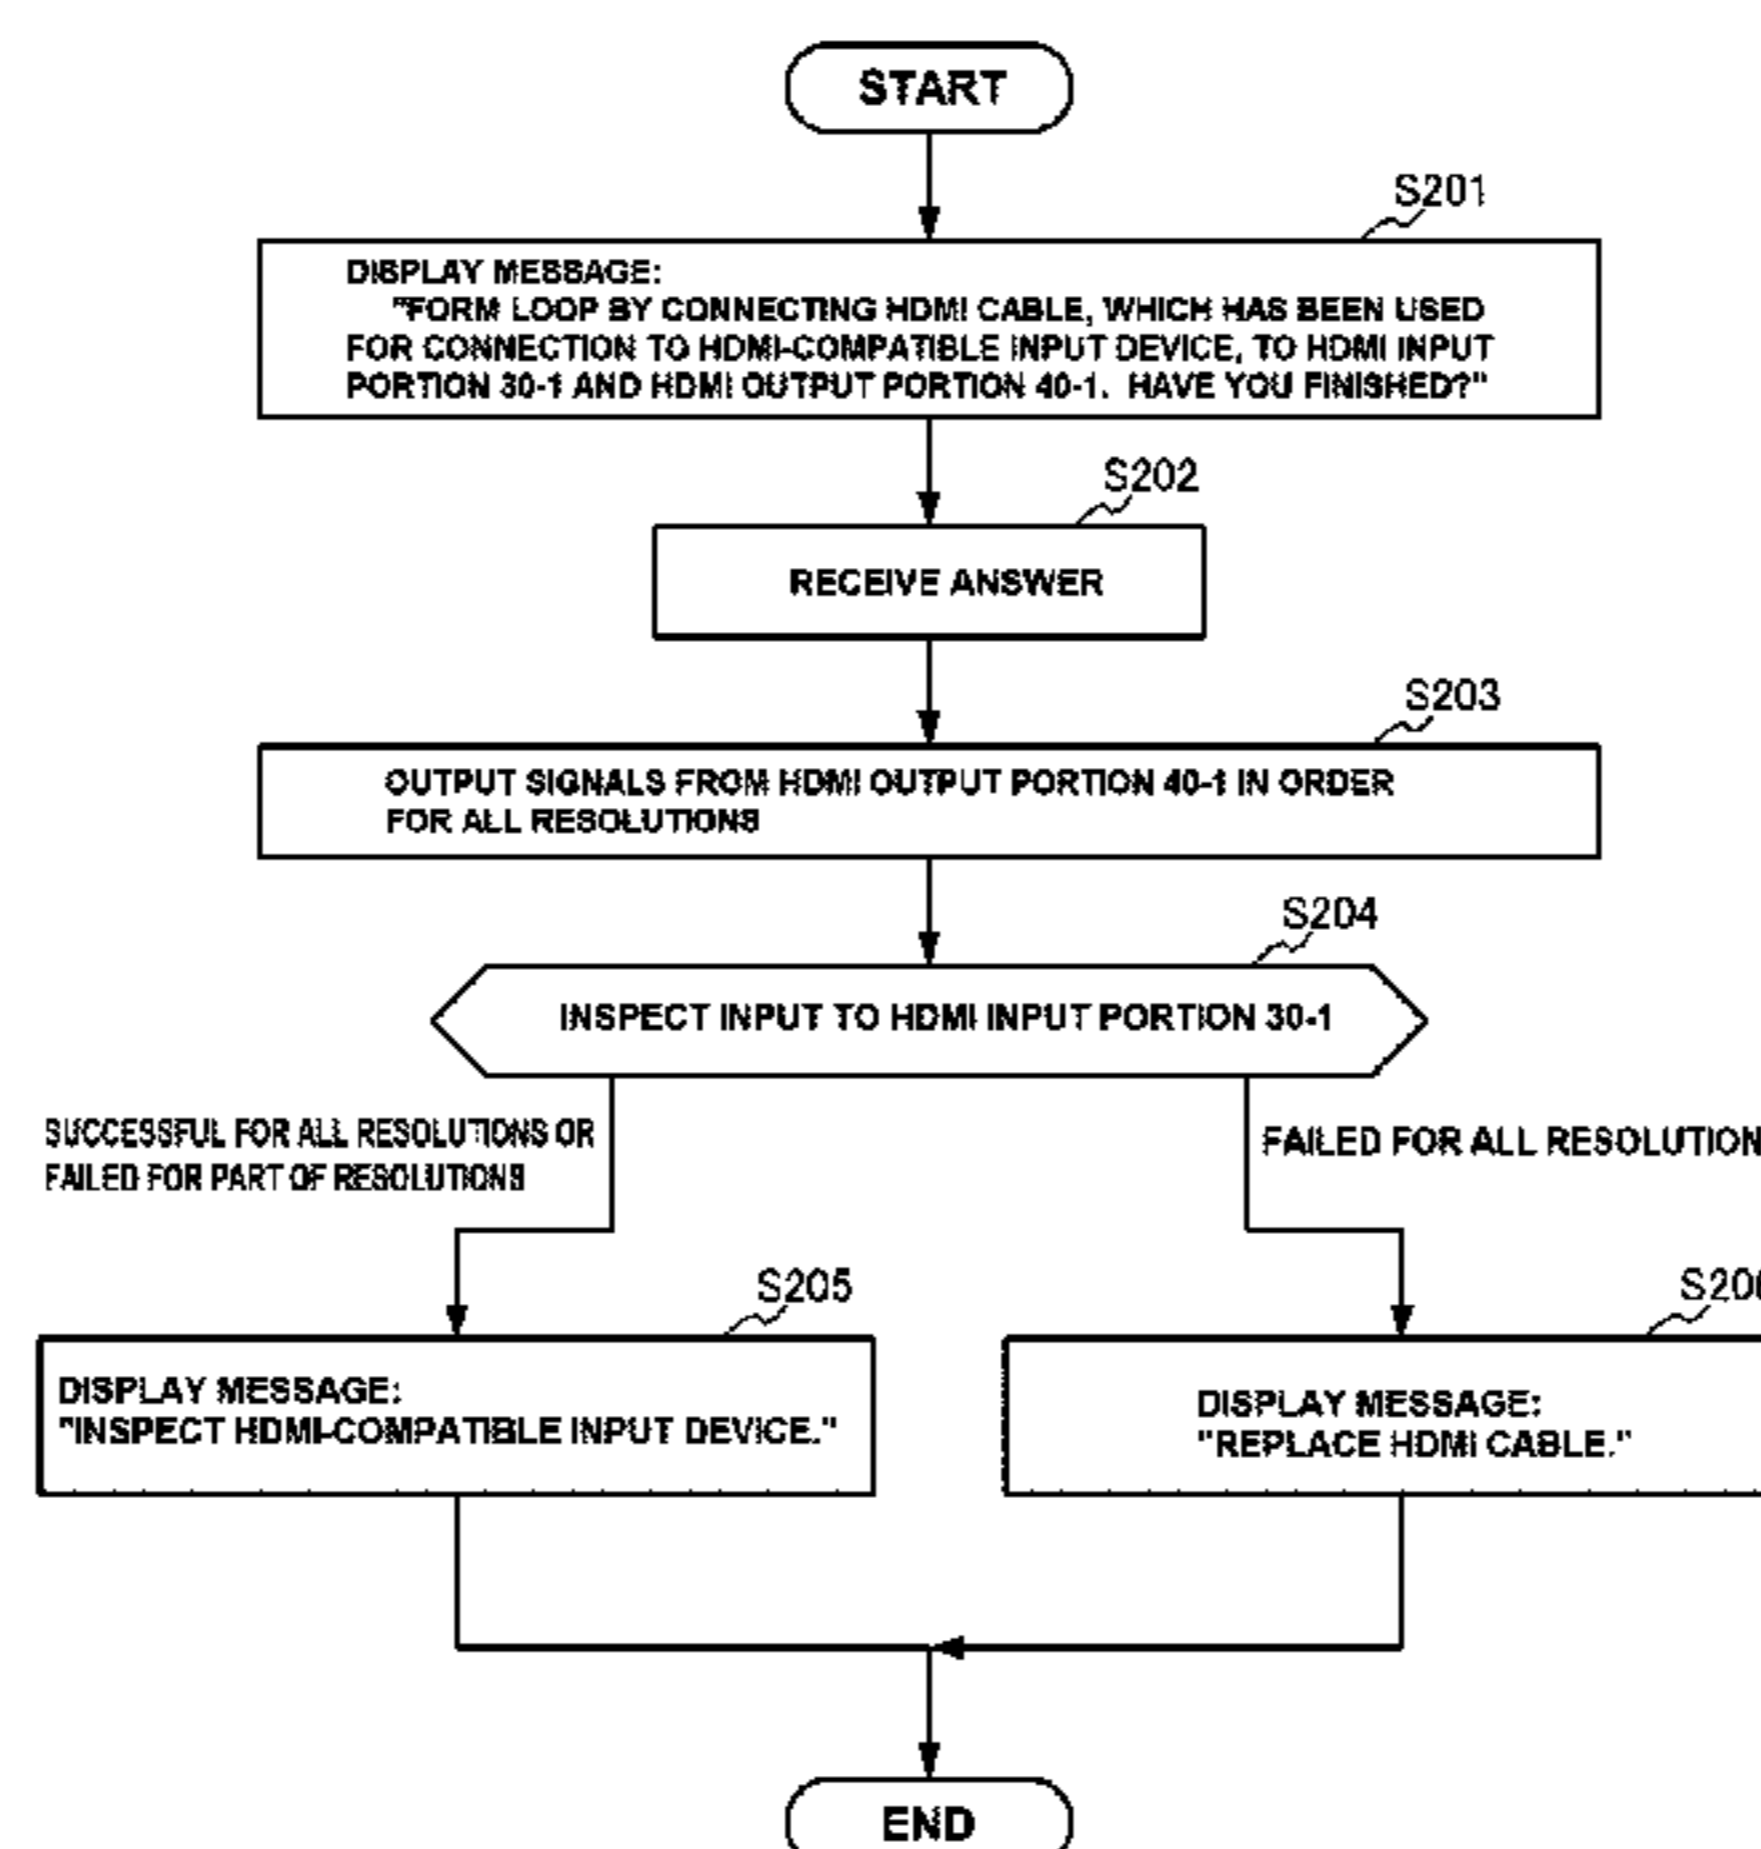 START
S201
DISPLAY MESSAGE:
"FORM LOOP BY CONNECTING HDMI CABLE, WHICH HAS BEEN USED
FOR CONNECTION TO HDMI-COMPATIBLE INPUT DEVICE, TO HDMI INPUT
PORTION 30-1 AND HDMI OUTPUT PORTION 40-1. HAVE YOU FINISHED?"
S202
RECEIVE ANSWER
S203
OUTPUT SIGNALS FROM HDMI OUTPUT PORTION 40-1 IN ORDER
FOR ALL RESOLUTIONS
S204
INSPECT INPUT TO HDMI INPUT PORTION 30-1
SUCCESSFUL FOR ALL RESOLUTIONS OR
FAILED FOR PART OF RESOLUTIONS
FAILED FOR ALL RESOLUTION
S205
DISPLAY MESSAGE:
"INSPECT HDMI-COMPATIBLE INPUT DEVICE."
DISPLAY MESSAGE:
"REPLACE HDMI CABLE."
END